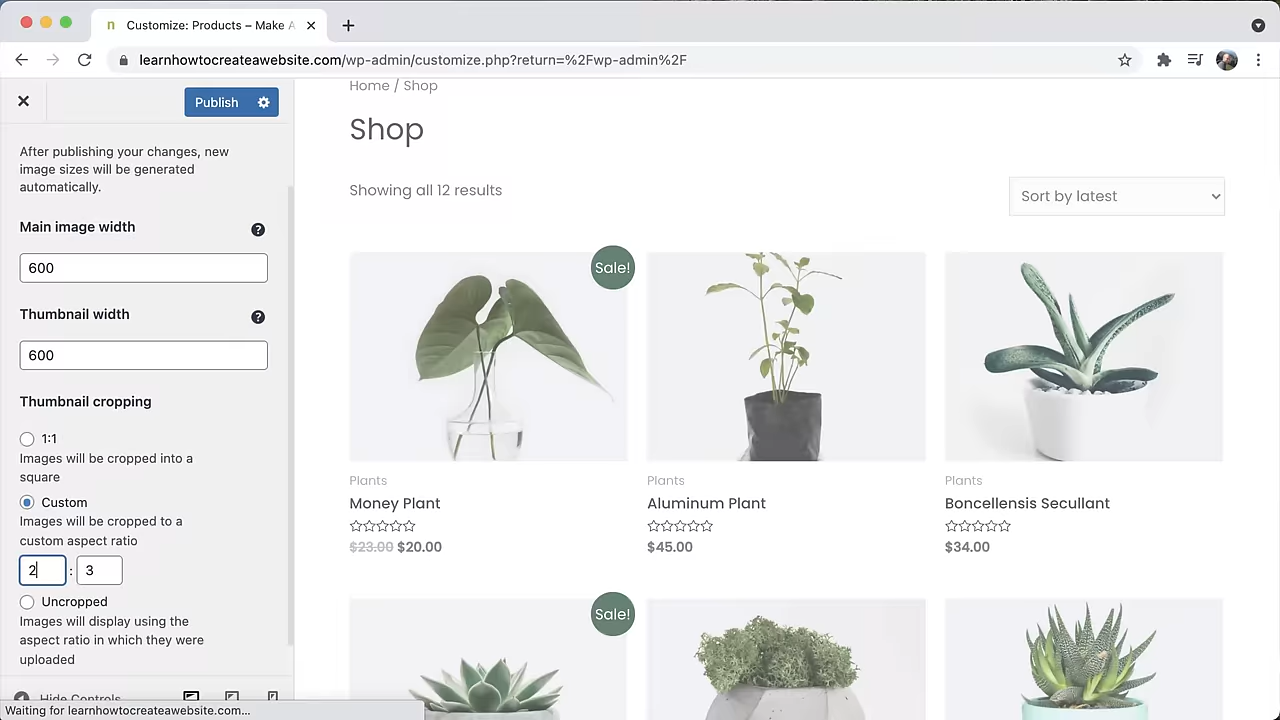 Customize: Products – Make A
learnhowtocreateawebsite.com/wp-admin/customize.php?return=%2Fwp-admin%2F
Publish
After publishing your changes, new
image sizes will be generated
automatically.
Main image width
600
Thumbnail width
600
Thumbnail cropping
1:1
Images will be cropped into a
square
Custom
Images will be cropped to a
custom aspect ratio
2 : 3
Uncropped
Images will display using the
aspect ratio in which they were
uploaded
Hide Controls
Waiting for learnhowtocreateawebsite.com...
Home / Shop
Shop
Showing all 12 results
Sort by latest
Sale!
Plants
Money Plant
$23.00 $20.00
Plants
Aluminum Plant
$45.00
Plants
Boncellensis Secullant
$34.00
Sale!